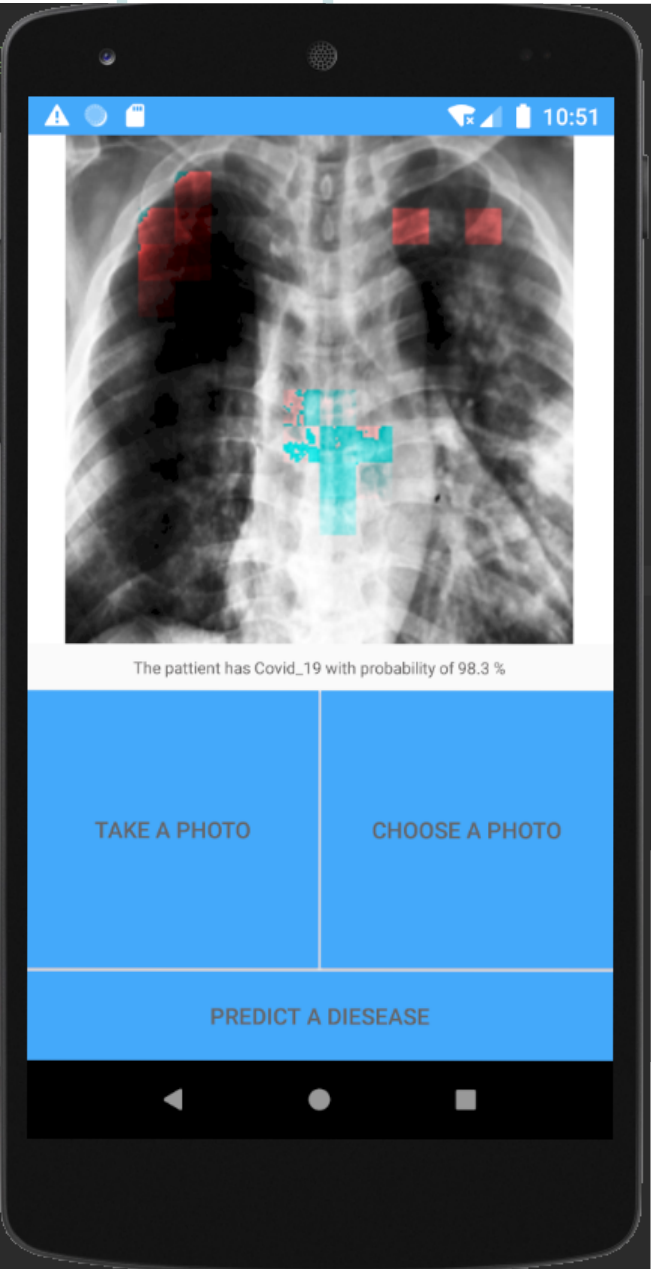 10:51
The pattient has Covid_19 with probability of 98.3 %
TAKE A PHOTO
CHOOSE A PHOTO
PREDICT A DIESEASE